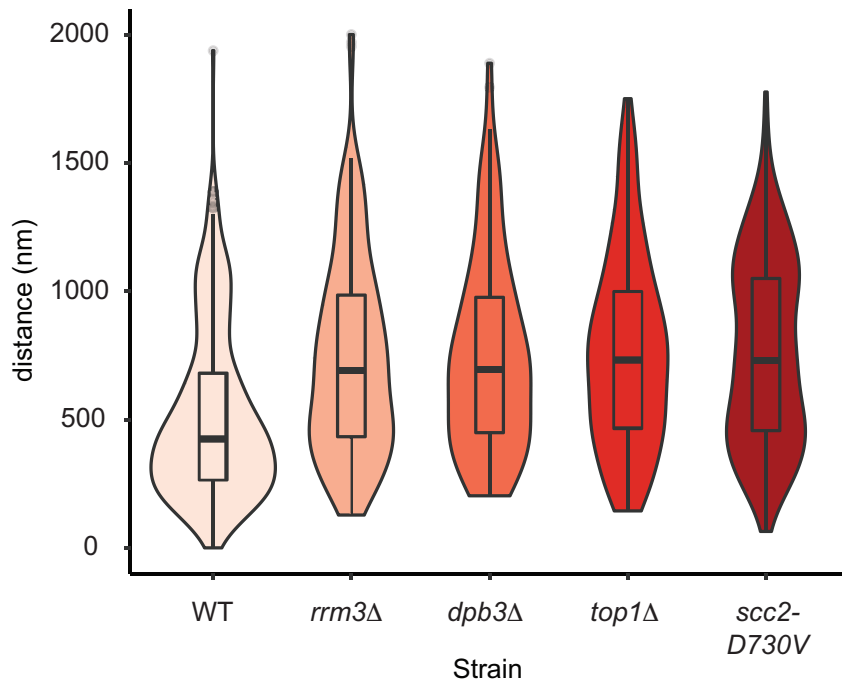 2000
1500
1000
500
0
distance (nm)
WT
rrm3Δ
dpb3Δ
top1Δ
scc2-
D730V
Strain